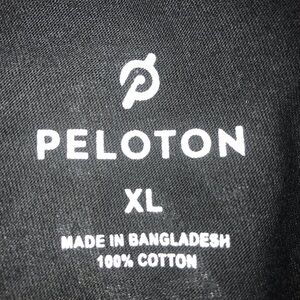 PELOTON
XL
MADE IN BANGLADESH
100% COTTON